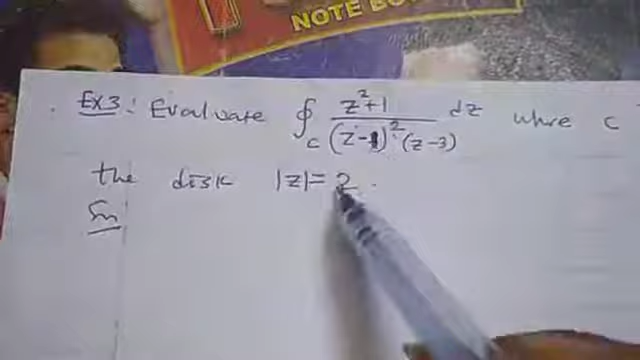 NOTE BO
Ex3: Evaluate ∮_C (z²+1)/((z-1)²(z-3)) dz where C
the disk |z|=2.
Sn